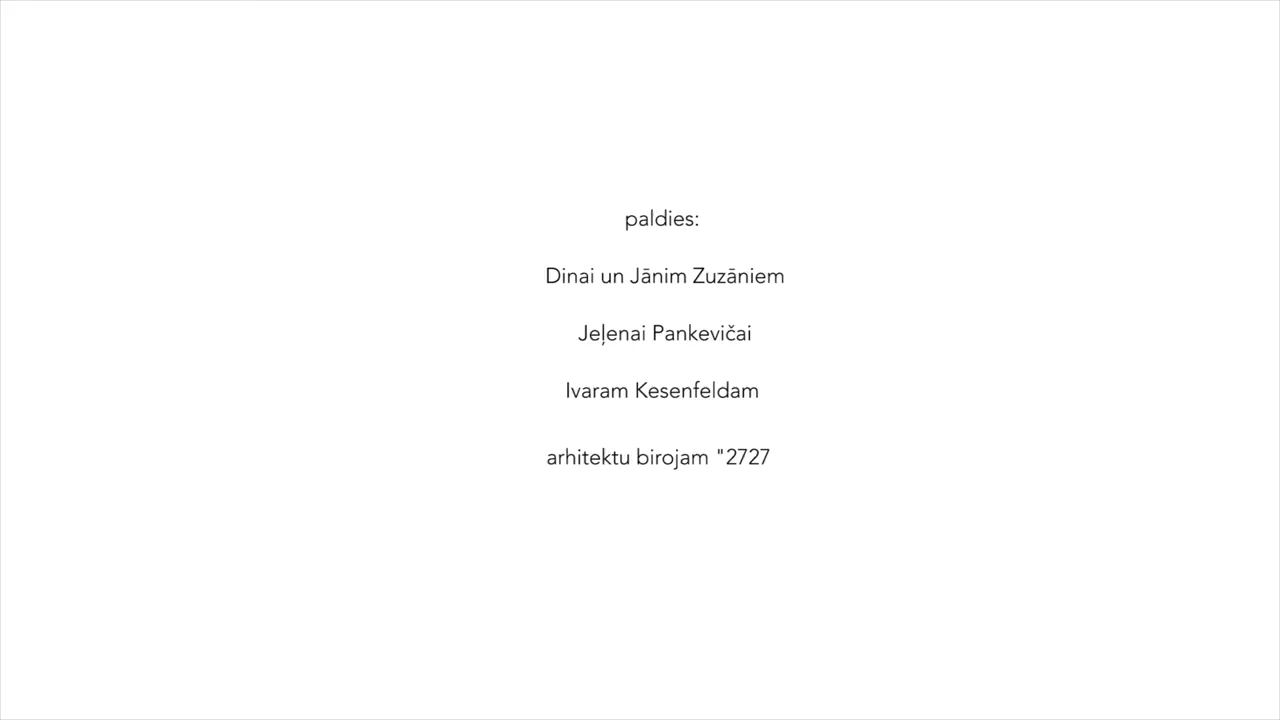 paldies:
Dinai un Jānim Zuzāniem
Jeļenai Pankevičai
Ivaram Kesenfeldam
arhitektu birojam "2727